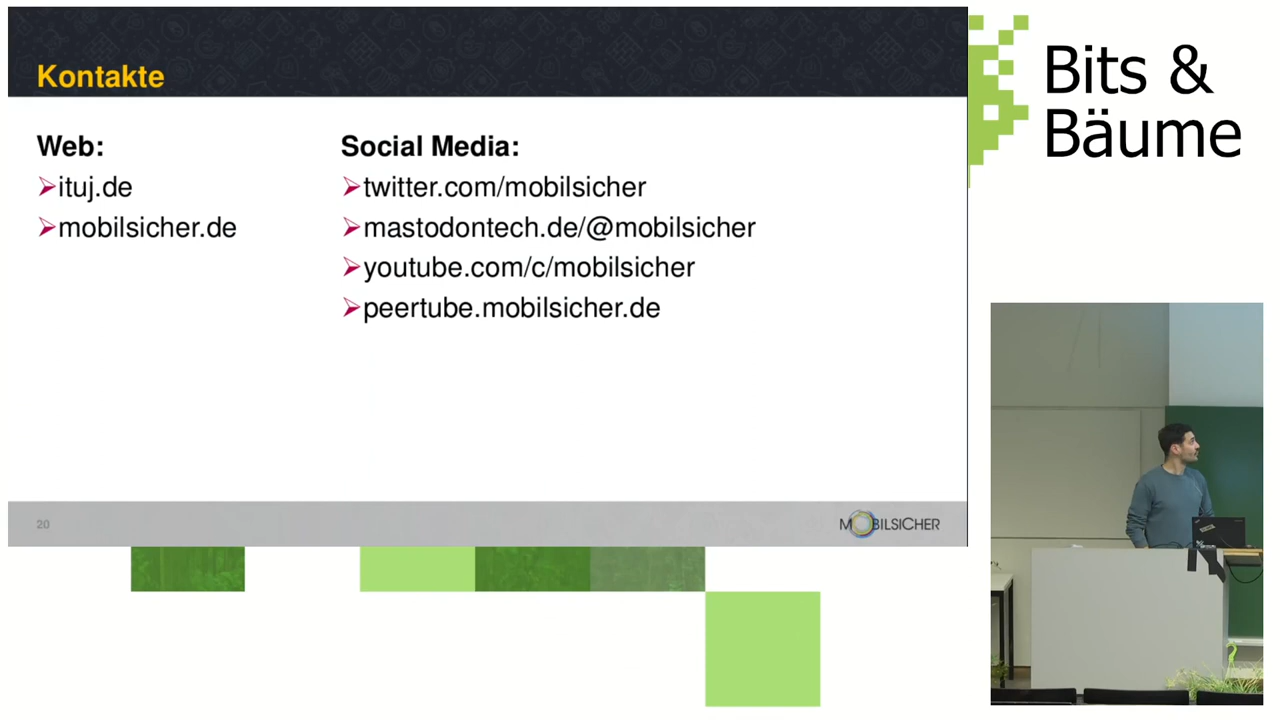 Kontakte
Web:
➢ituj.de
➢mobilsicher.de
Social Media:
➢twitter.com/mobilsicher
➢mastodontech.de/@mobilsicher
➢youtube.com/c/mobilsicher
➢peertube.mobilsicher.de
20
MOBILSICHER
Bits &
Bäume